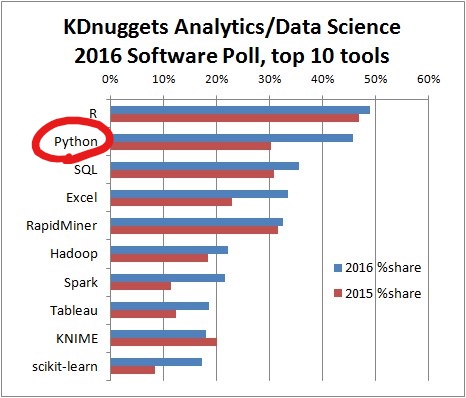 KDnuggets Analytics/Data Science
2016 Software Poll, top 10 tools
0% 10% 20% 30% 40% 50% 60%
R
Python
SQL
Excel
RapidMiner
Hadoop
Spark
Tableau
KNIME
scikit-learn
2016 %share
2015 %share